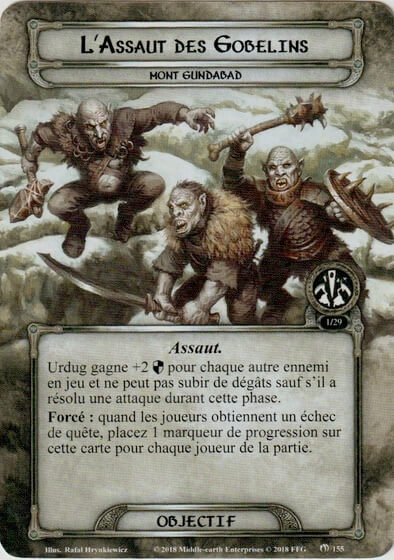 L'Assaut des Gobelins
Mont Gundabad
1/29
Assaut.
Urdug gagne +2 pour chaque autre ennemi
en jeu et ne peut pas subir de dégâts sauf s'il a
résolu une attaque durant cette phase.
Forcé : quand les joueurs obtiennent un échec
de quête, placez 1 marqueur de progression sur
cette carte pour chaque joueur de la partie.
Illus. Rafał Hrynkiewicz
© 2018 Middle-earth Enterprises © 2018 FFG
155
Objectif